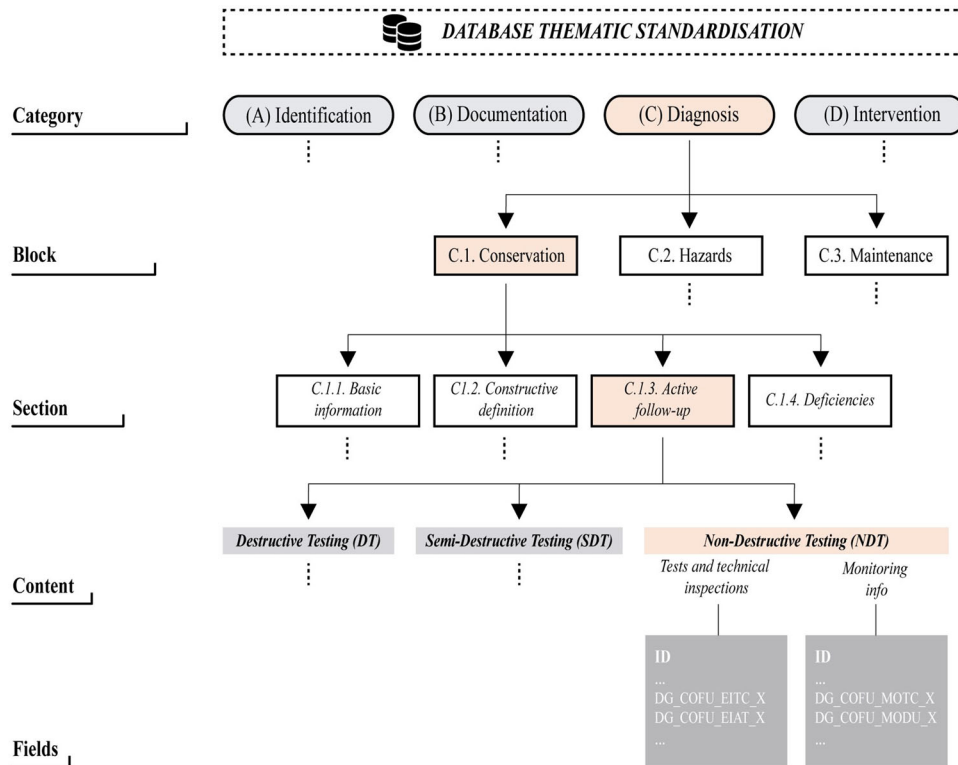 DATABASE THEMATIC STANDARDISATION
Category
(A) Identification
(B) Documentation
(C) Diagnosis
(D) Intervention
Block
C.1. Conservation
C.2. Hazards
C.3. Maintenance
Section
C.1.1. Basic
information
C1.2. Constructive
definition
C.1.3. Active
follow-up
C.1.4. Deficiencies
Content
Destructive Testing (DT)
Semi-Destructive Testing (SDT)
Non-Destructive Testing (NDT)
Tests and technical
inspections
Monitoring
info
Fields
ID
...
DG_COFU_EITC_X
DG_COFU_EIAT_X
...
ID
...
DG_COFU_MOTC_X
DG_COFU_MODU_X
...